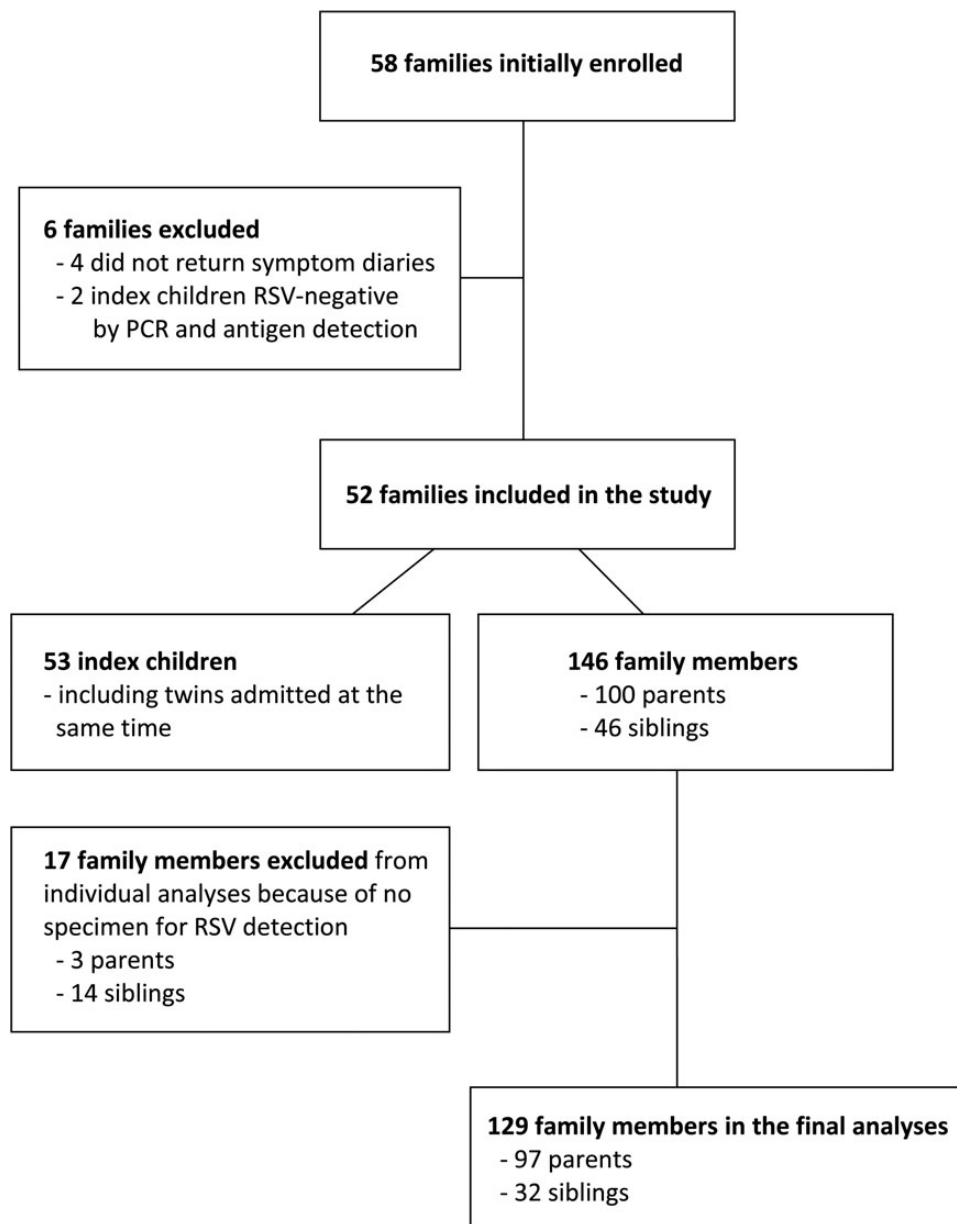 58 families initially enrolled
6 families excluded
- 4 did not return symptom diaries
- 2 index children RSV-negative
by PCR and antigen detection
52 families included in the study
53 index children
- including twins admitted at the
same time
146 family members
- 100 parents
- 46 siblings
17 family members excluded from
individual analyses because of no
specimen for RSV detection
- 3 parents
- 14 siblings
129 family members in the final analyses
- 97 parents
- 32 siblings